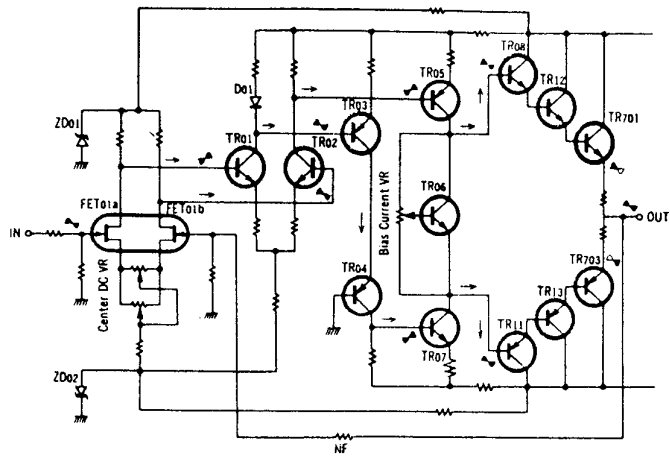 TR08
TR05
TR12
D01
TR03
TR701
ZD01
TR01
TR02
TR06
Bias Current VR
FET01a
FET01b
IN
OUT
Center DC VR
TR04
TR703
TR13
TR11
TR07
ZD02
NF